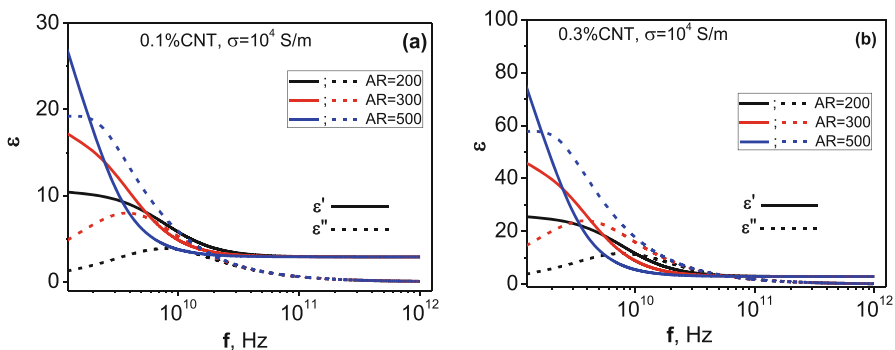 30
20
10
0
ε
0.1%CNT, σ=10⁴ S/m
(a)
; AR=200
; AR=300
; AR=500
ε'
ε"
10¹⁰
10¹¹
10¹²
f, Hz
100
80
60
40
20
0
ε
0.3%CNT, σ=10⁴ S/m
(b)
; AR=200
; AR=300
; AR=500
ε'
ε"
10¹⁰
10¹¹
10¹²
f, Hz